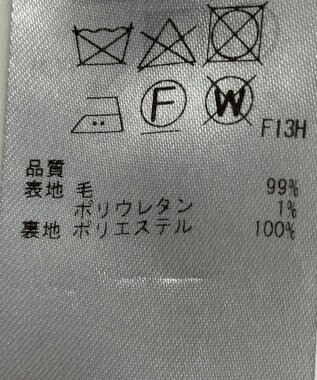 F W
F13H
品質
表地 毛 99%
ポリウレタン 1%
裏地 ポリエステル 100%